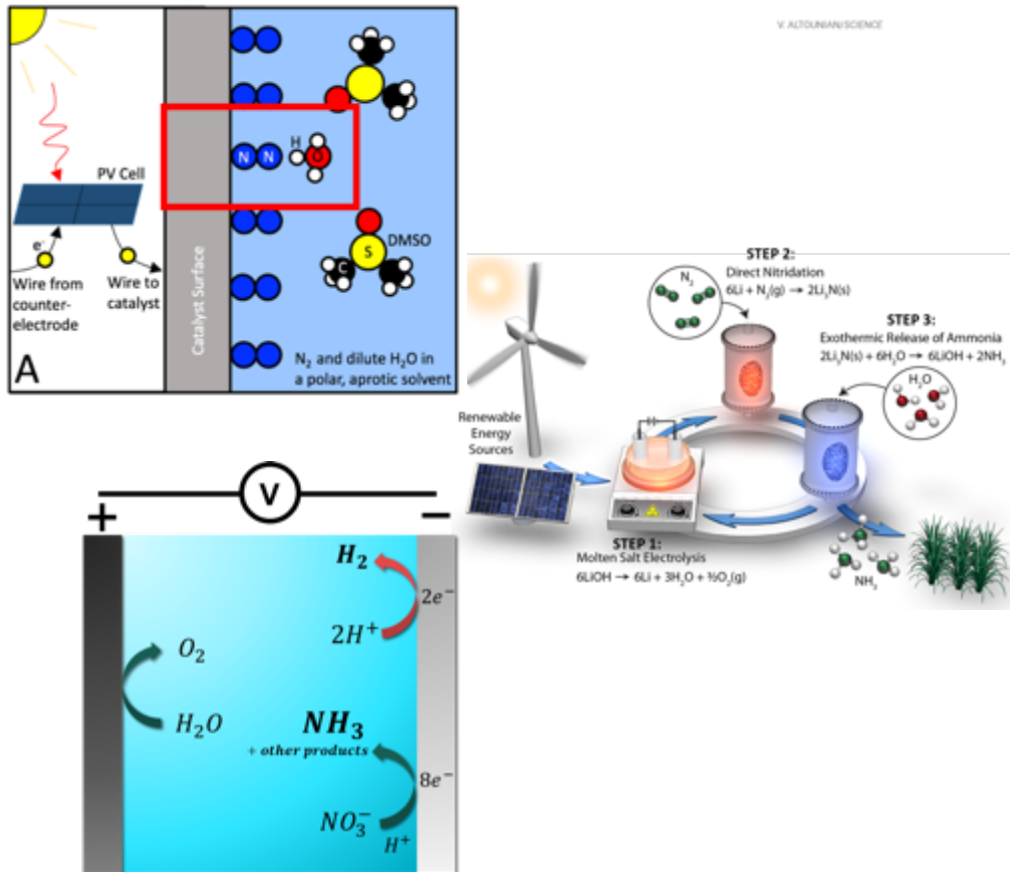 V. ALTOUNIAN/SCIENCE
N N
H
O
PV Cell
e⁻
Wire from
counter-
electrode
Wire to
catalyst
Catalyst Surface
S
DMSO
C
A
N₂ and dilute H₂O in
a polar, aprotic solvent
STEP 2:
Direct Nitridation
6Li + N₂(g) → 2Li₃N(s)
N₂
STEP 3:
Exothermic Release of Ammonia
2Li₃N(s) + 6H₂O → 6LiOH + 2NH₃
H₂O
Renewable
Energy
Sources
STEP 1:
Molten Salt Electrolysis
6LiOH → 6Li + 3H₂O + ½O₂(g)
NH₃
V
+ −
H₂
2e⁻
2H⁺
O₂
H₂O
NH₃
+ other products
8e⁻
NO₃⁻
H⁺